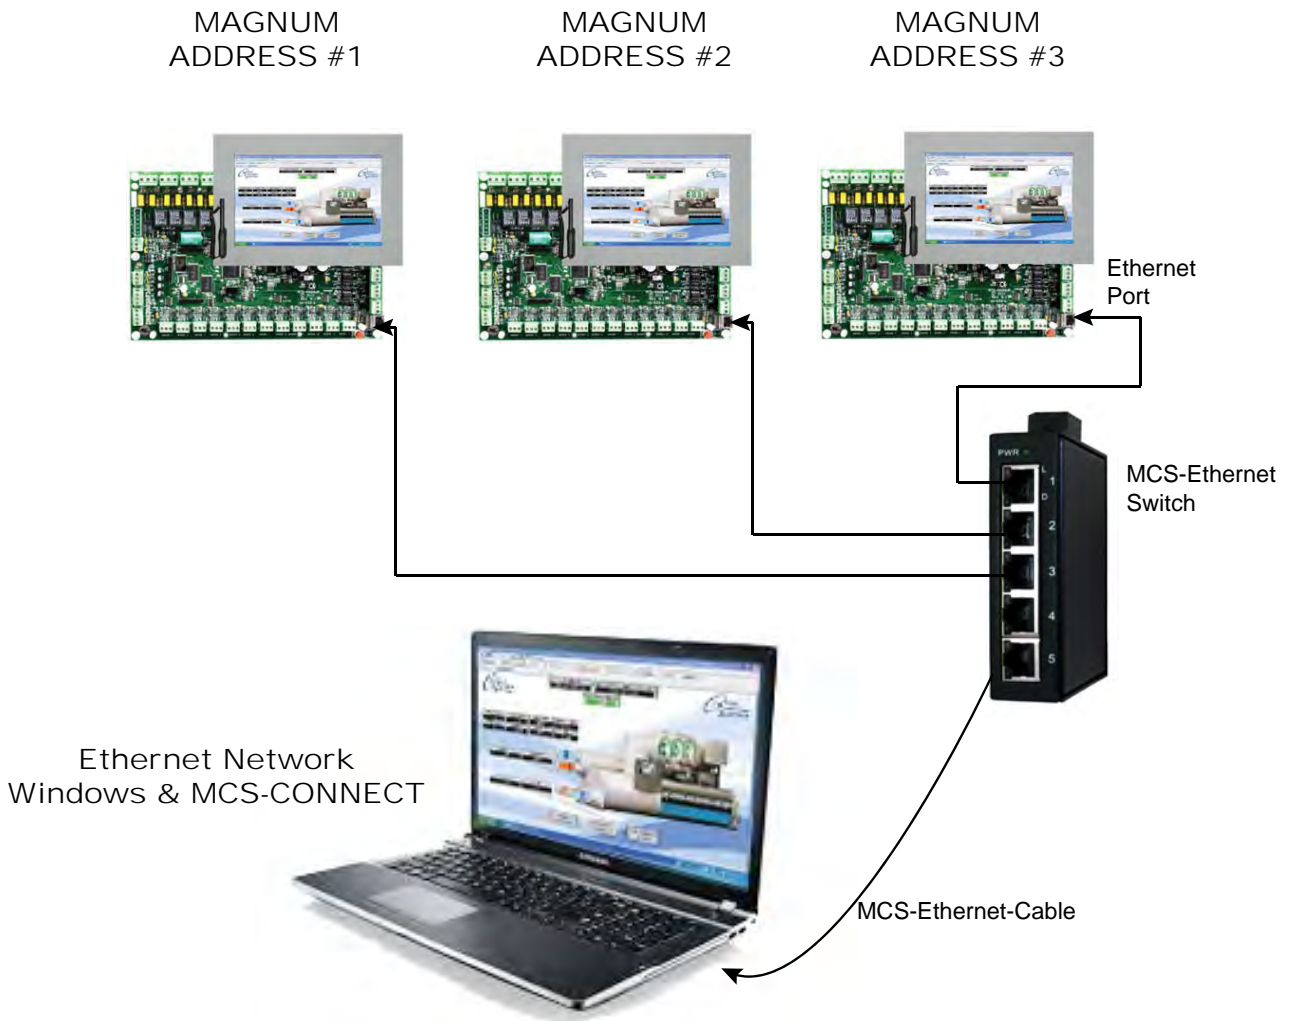 MAGNUM
ADDRESS #1
MAGNUM
ADDRESS #2
MAGNUM
ADDRESS #3
Ethernet
Port
PWR
L
1
D
2
3
4
5
MCS-Ethernet
Switch
Ethernet Network
Windows & MCS-CONNECT
MCS-Ethernet-Cable